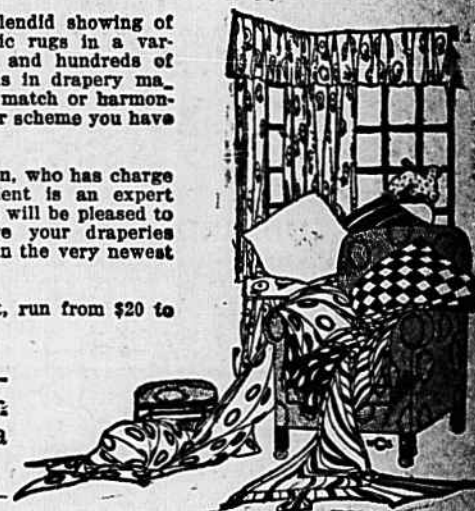 lendid showing of
ic rugs in a var-
and hundreds of
s in drapery ma_
match or harmon-
r scheme you have
n, who has charge
ent is an expert
will be pleased to
e your draperies
n the very newest
, run from $20 to